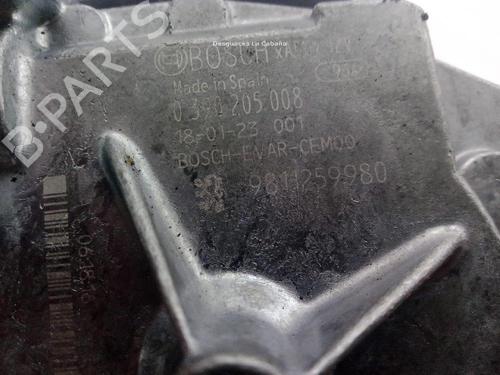 BOSCH
Desguaces La Cabaña
Made in Spain
0 390 205 008
18-01-23 001
BOSCH-EVAR-CEM00
9811259980
B-PARTS